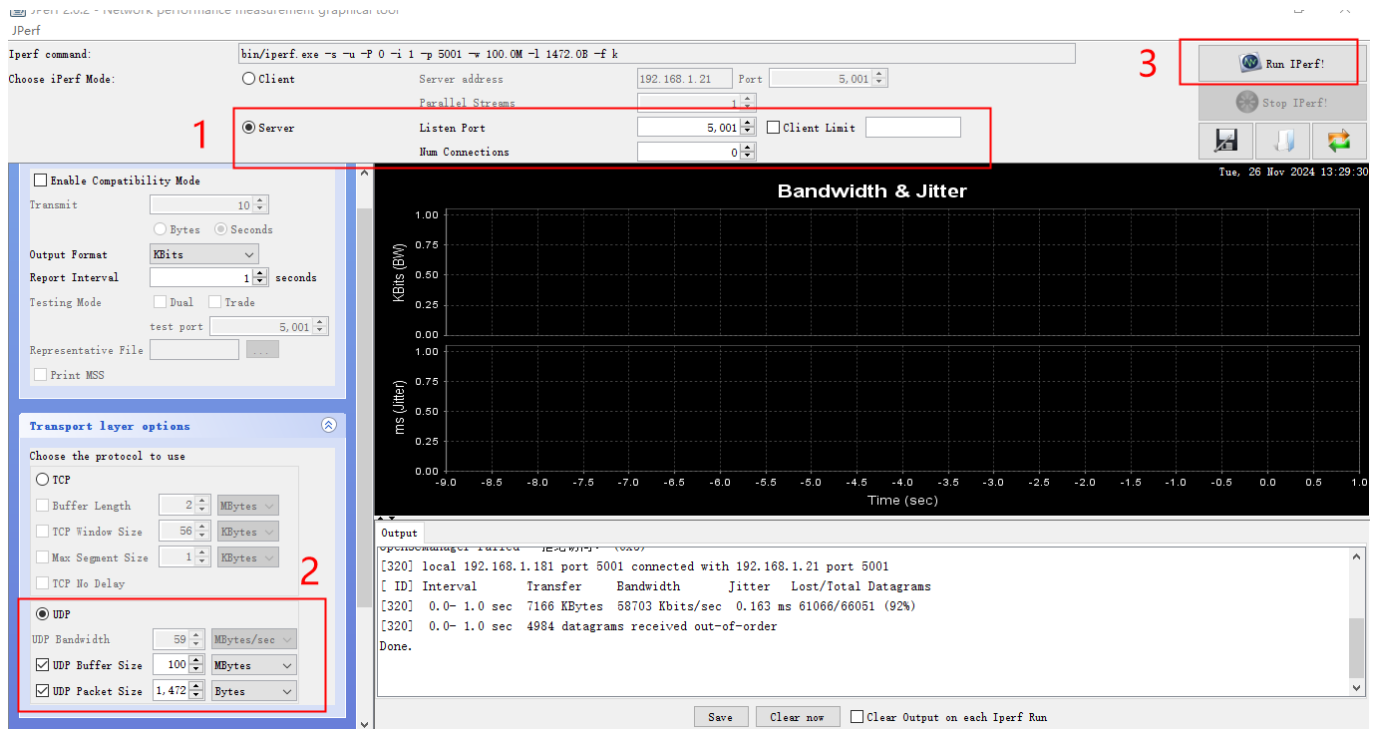 JPerf 2.0.2 - Network performance measurement graphical tool
JPerf
Iperf command: bin/iperf.exe -s -u -P 0 -i 1 -p 5001 -w 100.0M -l 1472.0B -f k
3
Run IPerf!
Choose iPerf Mode: Client Server address 192.168.1.21 Port 5,001
Parallel Streams 1
Stop IPerf!
1
Server Listen Port 5,001 Client Limit
Num Connections 0
Enable Compatibility Mode
Transmit 10
Bytes Seconds
Output Format KBits
Report Interval 1 seconds
Testing Mode Dual Trade
test port 5,001
Representative File ...
Print MSS
Transport layer options
Choose the protocol to use
TCP
Buffer Length 2 MBytes
TCP Window Size 56 KBytes
Max Segment Size 1 KBytes
TCP No Delay
2
UDP
UDP Bandwidth 59 MBytes/sec
UDP Buffer Size 100 MBytes
UDP Packet Size 1,472 Bytes
Tue, 26 Nov 2024 13:29:30
Bandwidth & Jitter
KBits (BW)
1.00
0.75
0.50
0.25
0.00
ms (Jitter)
1.00
0.75
0.50
0.25
0.00
-9.0 -8.5 -8.0 -7.5 -7.0 -6.5 -6.0 -5.5 -5.0 -4.5 -4.0 -3.5 -3.0 -2.5 -2.0 -1.5 -1.0 -0.5 0.0 0.5 1.0
Time (sec)
Output
[320] local 192.168.1.181 port 5001 connected with 192.168.1.21 port 5001
[ ID] Interval Transfer Bandwidth Jitter Lost/Total Datagrams
[320] 0.0- 1.0 sec 7166 KBytes 58703 Kbits/sec 0.163 ms 61066/66051 (92%)
[320] 0.0- 1.0 sec 4984 datagrams received out-of-order
Done.
Save Clear now Clear Output on each Iperf Run